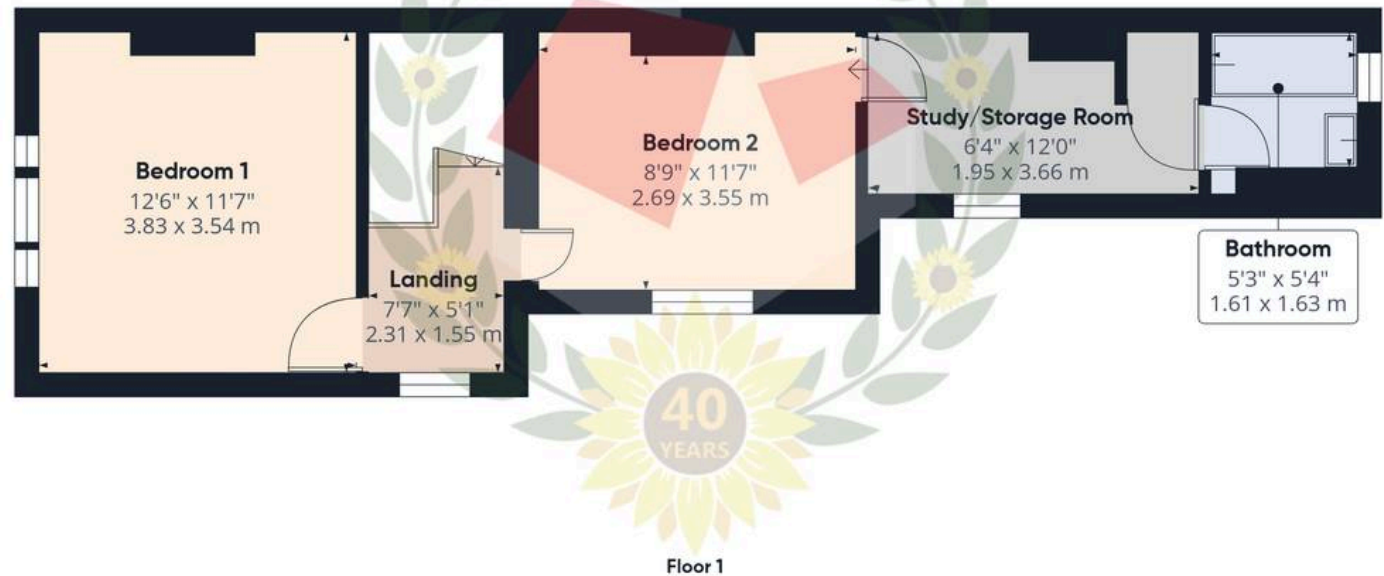 Bedroom 1
12'6" x 11'7"
3.83 x 3.54 m
Landing
7'7" x 5'1"
2.31 x 1.55 m
Bedroom 2
8'9" x 11'7"
2.69 x 3.55 m
Study/Storage Room
6'4" x 12'0"
1.95 x 3.66 m
Bathroom
5'3" x 5'4"
1.61 x 1.63 m
40
YEARS
Floor 1